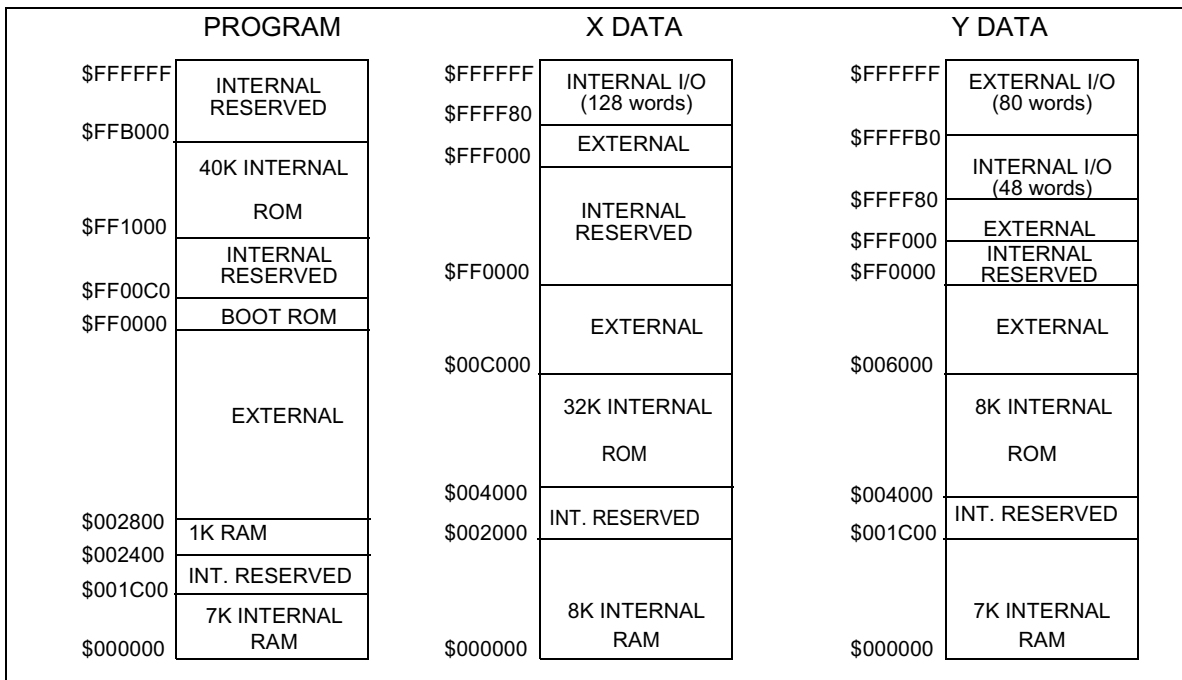 PROGRAM
$FFFFFF
INTERNAL
RESERVED
$FFB000
40K INTERNAL
ROM
$FF1000
INTERNAL
RESERVED
$FF00C0
BOOT ROM
$FF0000
EXTERNAL
$002800
1K RAM
$002400
INT. RESERVED
$001C00
7K INTERNAL
RAM
$000000
X DATA
$FFFFFF
INTERNAL I/O
(128 words)
$FFFF80
EXTERNAL
$FFF000
INTERNAL
RESERVED
$FF0000
EXTERNAL
$00C000
32K INTERNAL
ROM
$004000
INT. RESERVED
$002000
8K INTERNAL
RAM
$000000
Y DATA
$FFFFFF
EXTERNAL I/O
(80 words)
$FFFFB0
INTERNAL I/O
(48 words)
$FFFF80
EXTERNAL
$FFF000
INTERNAL
RESERVED
$FF0000
EXTERNAL
$006000
8K INTERNAL
ROM
$004000
INT. RESERVED
$001C00
7K INTERNAL
RAM
$000000